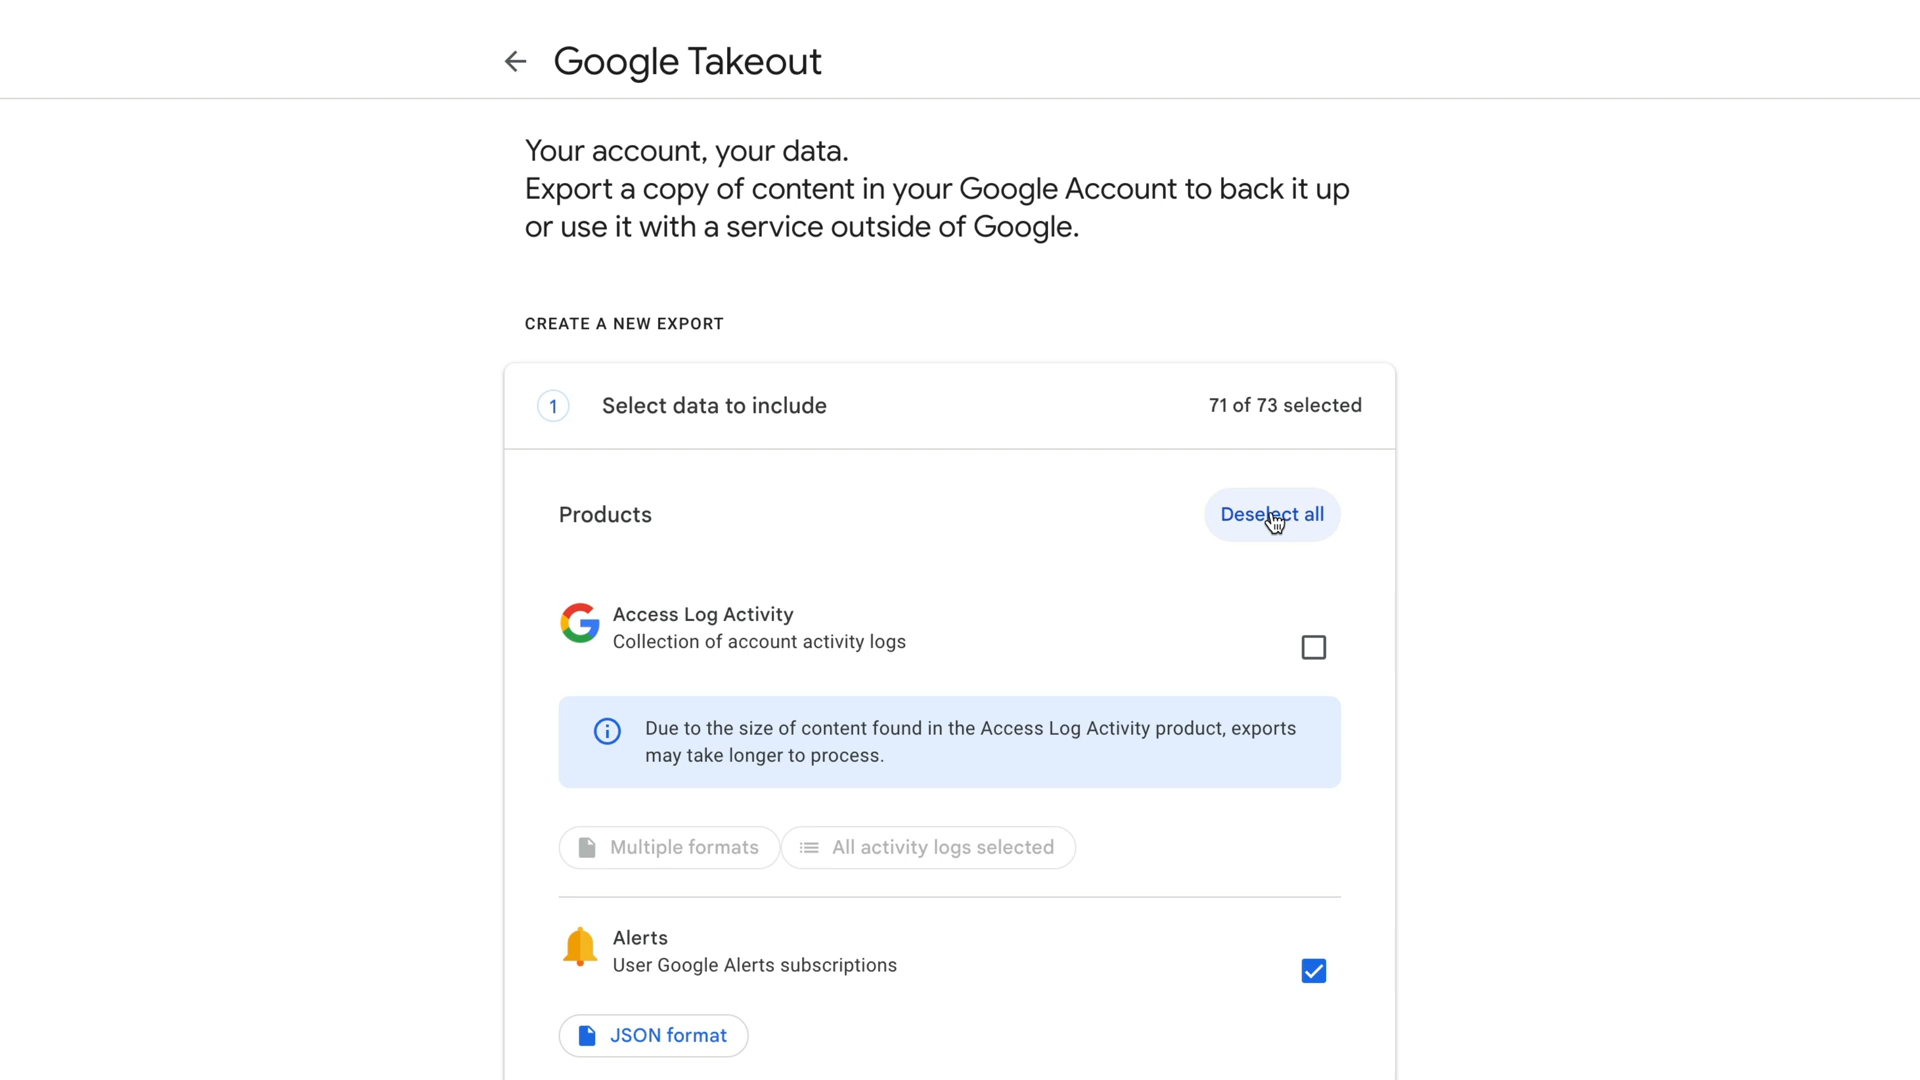 Google Takeout
Your account, your data.
Export a copy of content in your Google Account to back it up
or use it with a service outside of Google.
CREATE A NEW EXPORT
1 Select data to include 71 of 73 selected
Products Deselect all
Access Log Activity
Collection of account activity logs
Due to the size of content found in the Access Log Activity product, exports
may take longer to process.
Multiple formats All activity logs selected
Alerts
User Google Alerts subscriptions
JSON format